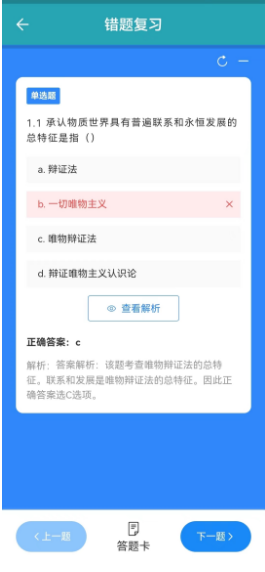 错题复习
单选题
1.1 承认物质世界具有普遍联系和永恒发展的
总特征是指（）
a. 辩证法
b. 一切唯物主义
c. 唯物辩证法
d. 辩证唯物主义认识论
查看解析
正确答案：c
解析：答案解析：该题考查唯物辩证法的总特
征。联系和发展是唯物辩证法的总特征。因此正
确答案选C选项。
上一题
答题卡
下一题